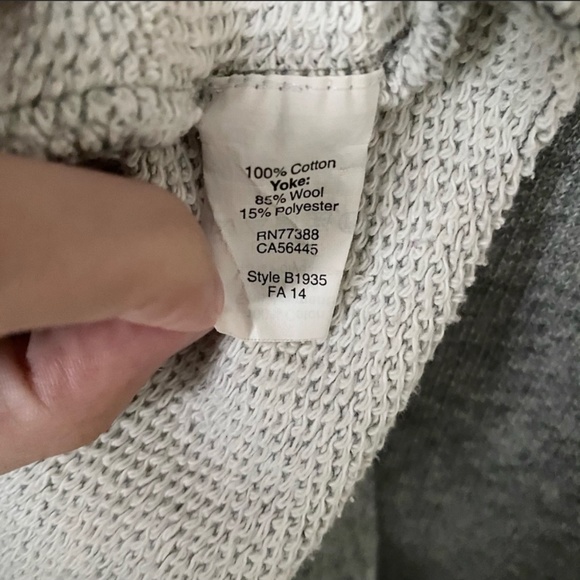 100% Cotton
Yoke:
85% Wool
15% Polyester
RN77388
CA56445
Style B1935
FA 14